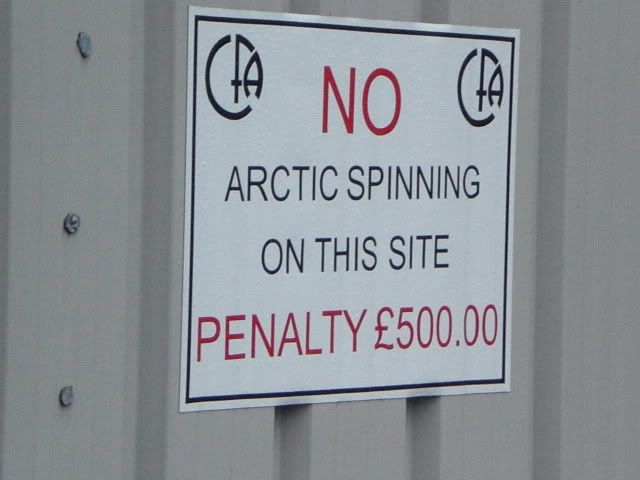 CFA CFA
NO
ARCTIC SPINNING
ON THIS SITE
PENALTY £500.00